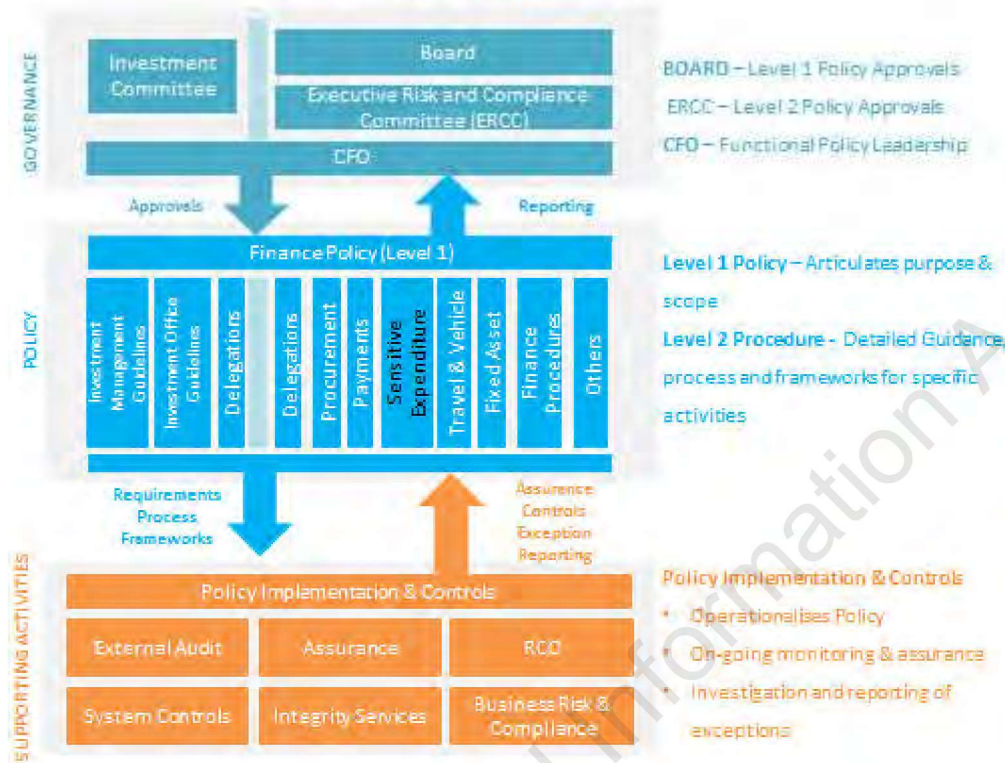 GOVERNANCE
Investment
Committee
Board
Executive Risk and Compliance
Committee (ERCC)
CFO
BOARD – Level 1 Policy Approvals
ERCC – Level 2 Policy Approvals
CFO – Functional Policy Leadership
Approvals
Reporting
POLICY
Finance Policy (Level 1)
Investment
Management
Guidelines
Investment Office
Guidelines
Delegations
Delegations
Procurement
Payments
Sensitive
Expenditure
Travel & Vehicle
Fixed Asset
Finance
Procedures
Others
Level 1 Policy – Articulates purpose &
scope
Level 2 Procedure - Detailed Guidance,
process and frameworks for specific
activities
Requirements
Process
Frameworks
Assurance
Controls
Exception
Reporting
SUPPORTING ACTIVITIES
Policy Implementation & Controls
External Audit
Assurance
RCO
System Controls
Integrity Services
Business Risk &
Compliance
Policy Implementation & Controls
• Operationalises Policy
• On-going monitoring & assurance
• Investigation and reporting of
exceptions
Information A